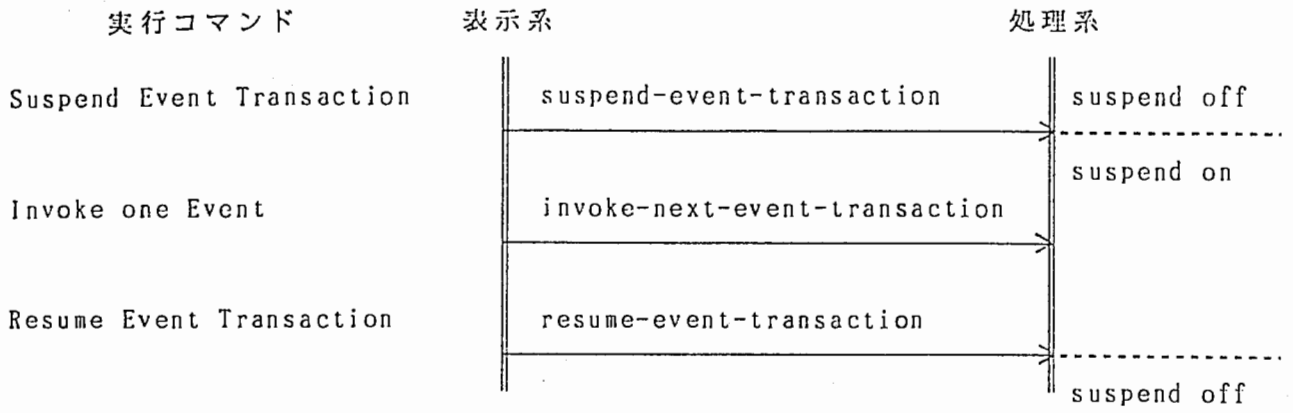 実行コマンド 表示系 処理系
Suspend Event Transaction suspend-event-transaction suspend off
suspend on
Invoke one Event invoke-next-event-transaction
Resume Event Transaction resume-event-transaction
suspend off